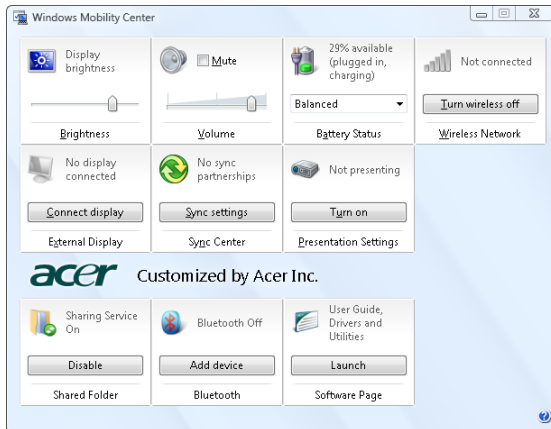 Windows Mobility Center
Display
brightness
Brightness
Mute
Volume
29% available
(plugged in,
charging)
Balanced
Battery Status
Not connected
Turn wireless off
Wireless Network
No display
connected
Connect display
External Display
No sync
partnerships
Sync settings
Sync Center
Not presenting
Turn on
Presentation Settings
acer Customized by Acer Inc.
Sharing Service
On
Disable
Shared Folder
Bluetooth Off
Add device
Bluetooth
User Guide,
Drivers and
Utilities
Launch
Software Page